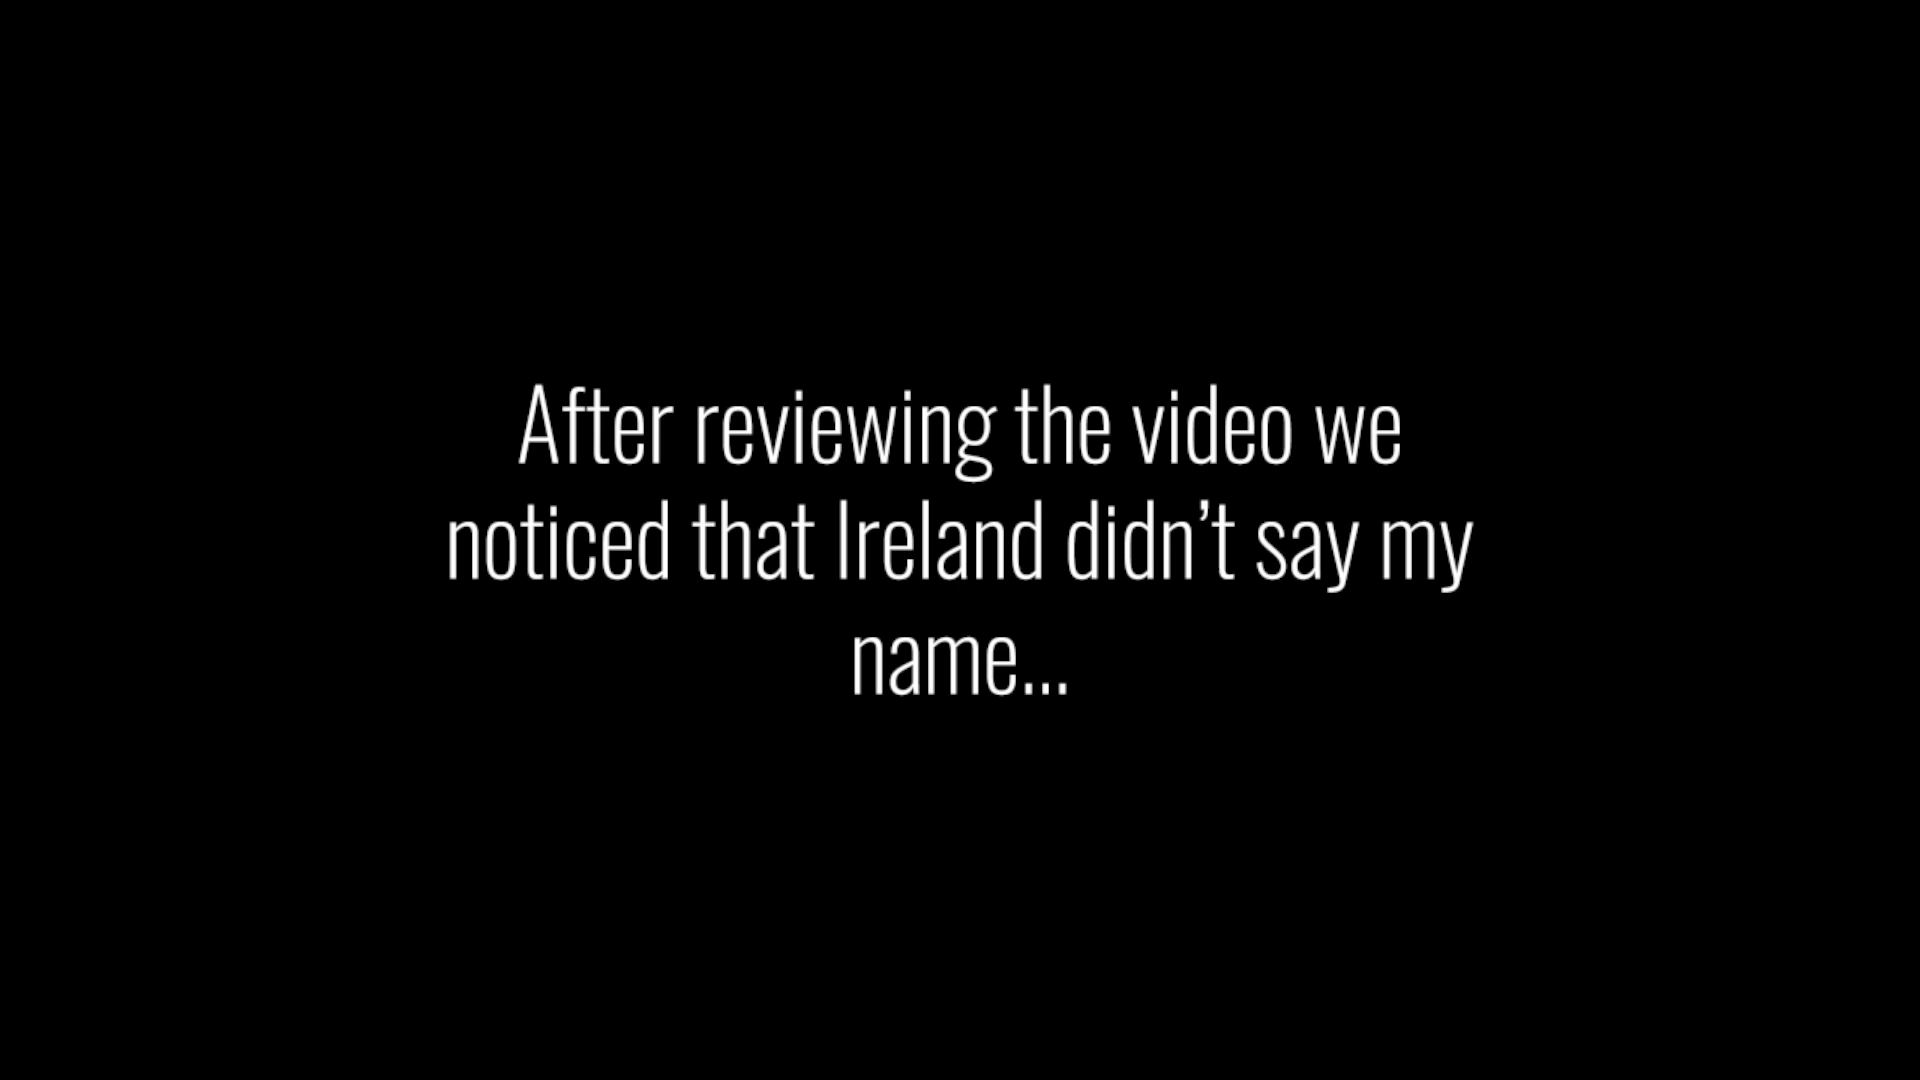 After reviewing the video we
noticed that Ireland didn’t say my
name...